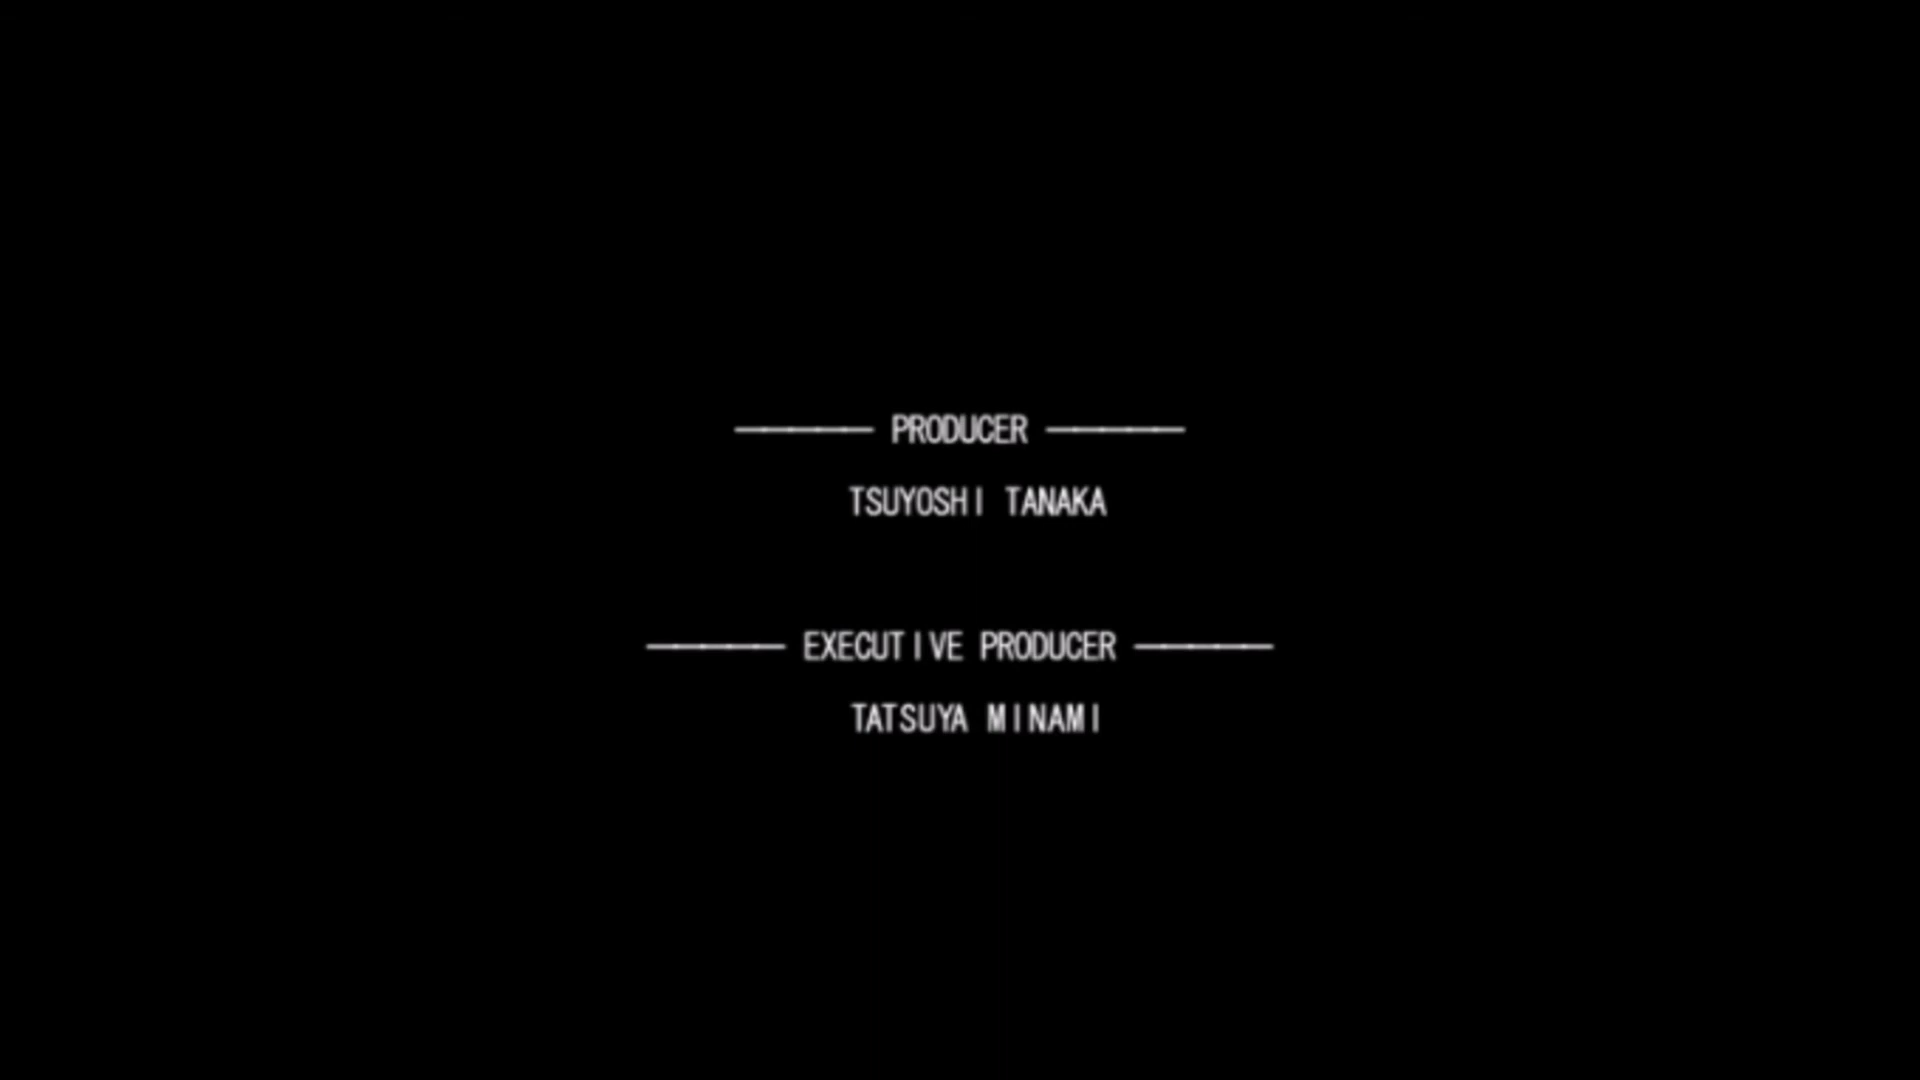 ────── PRODUCER ──────
TSUYOSHI TANAKA
────── EXECUTIVE PRODUCER ──────
TATSUYA MINAMI